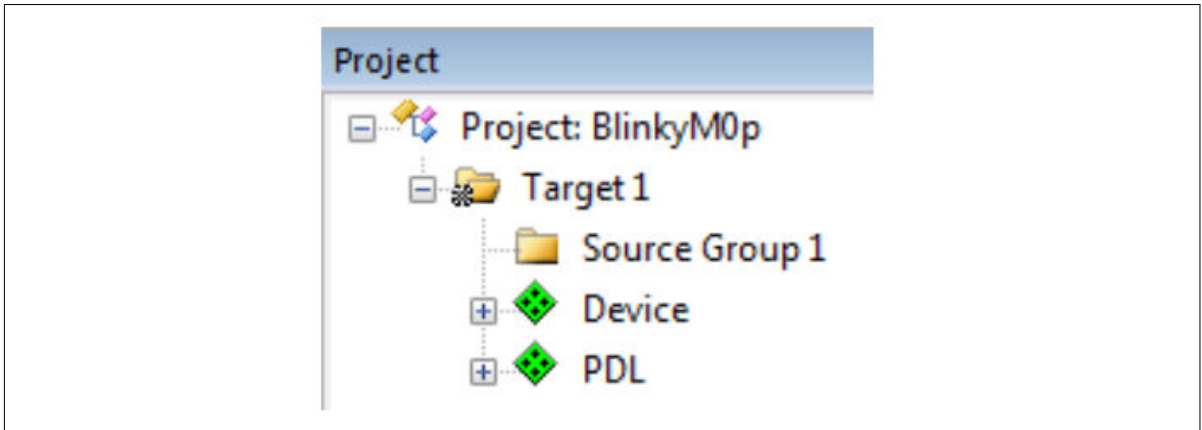 Project
Project: BlinkyM0p
Target 1
Source Group 1
Device
PDL